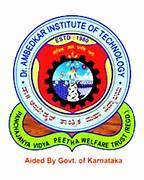 Dr. AMBEDKAR INSTITUTE OF TECHNOLOGY
ESTD 1980
PANCHAJANYA VIDYA PEETHA WELFARE TRUST (REGD)
Aided By Govt. of Karnataka